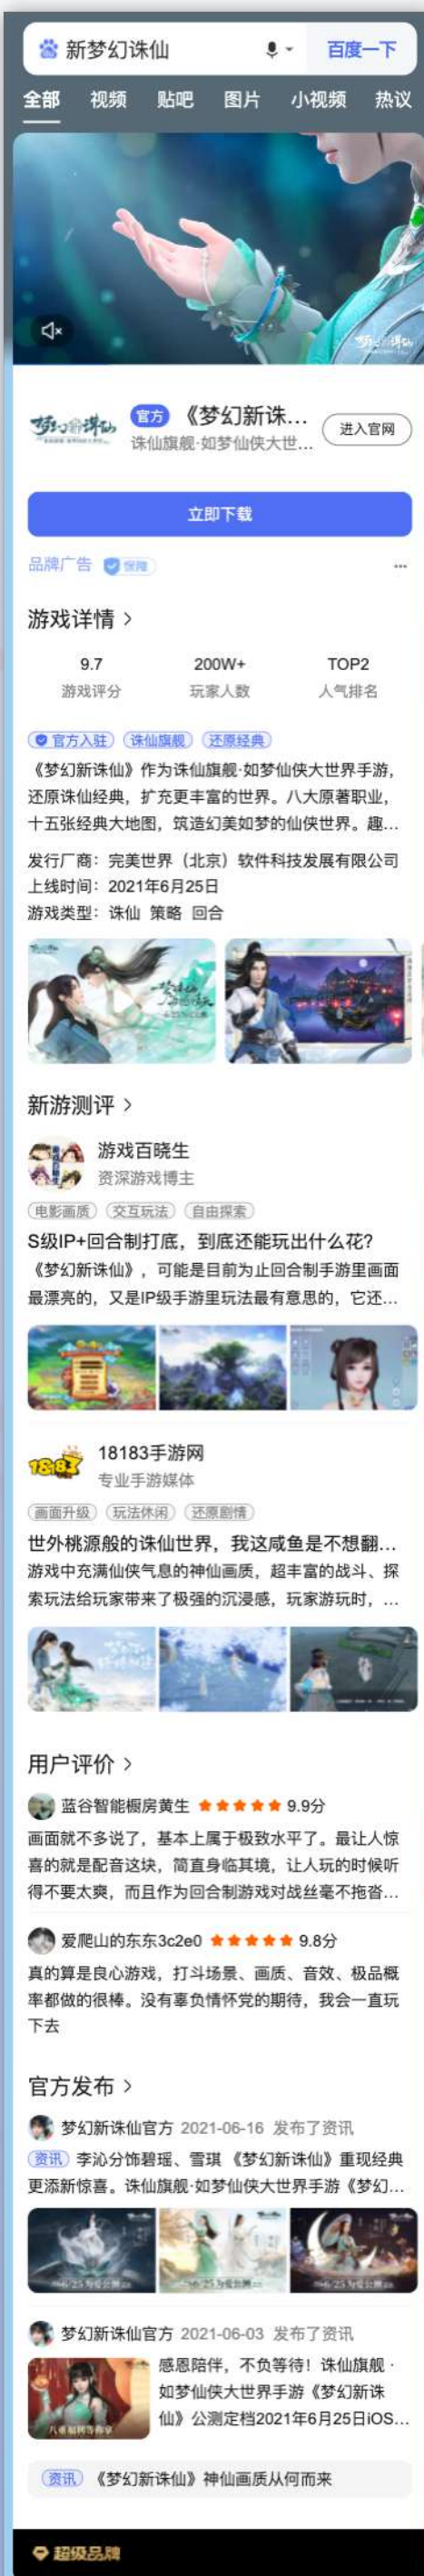 新梦幻诛仙
百度一下
全部 视频 贴吧 图片 小视频 热议
梦幻新诛仙
梦幻新诛仙
官方 《梦幻新诛...
诛仙旗舰·如梦仙侠大世...
进入官网
立即下载
品牌广告 保障
游戏详情
9.7 200W+ TOP2
游戏评分 玩家人数 人气排名
官方入驻 诛仙旗舰 还原经典
《梦幻新诛仙》作为诛仙旗舰·如梦仙侠大世界手游，
还原诛仙经典，扩充更丰富的世界。八大原著职业，
十五张经典大地图，筑造幻美如梦的仙侠世界。趣...
发行厂商：完美世界（北京）软件科技发展有限公司
上线时间：2021年6月25日
游戏类型：诛仙 策略 回合
新游测评
游戏百晓生
资深游戏博主
电影画质 交互玩法 自由探索
S级IP+回合制打底，到底还能玩出什么花?
《梦幻新诛仙》，可能是目前为止回合制手游里画面
最漂亮的，又是IP级手游里玩法最有意思的，它还...
18183
18183手游网
专业手游媒体
画面升级 玩法休闲 还原剧情
世外桃源般的诛仙世界，我这咸鱼是不想翻...
游戏中充满仙侠气息的神仙画质，超丰富的战斗、探
索玩法给玩家带来了极强的沉浸感，玩家游玩时，...
用户评价
蓝谷智能橱房黄生 9.9分
画面就不多说了，基本上属于极致水平了。最让人惊
喜的就是配音这块，简直身临其境，让人玩的时候听
得不要太爽，而且作为回合制游戏对战丝毫不拖沓...
爱爬山的东东3c2e0 9.8分
真的算是良心游戏，打斗场景、画质、音效、极品概
率都做的很棒。没有辜负情怀党的期待，我会一直玩
下去
官方发布
梦幻新诛仙官方 2021-06-16 发布了资讯
资讯 李沁分饰碧瑶、雪琪 《梦幻新诛仙》重现经典
更添新惊喜。诛仙旗舰·如梦仙侠大世界手游《梦幻...
梦幻新诛仙官方 2021-06-03 发布了资讯
感恩陪伴，不负等待！诛仙旗舰·
如梦仙侠大世界手游《梦幻新诛
仙》公测定档2021年6月25日iOS...
八重福利等你享
资讯 《梦幻新诛仙》神仙画质从何而来
超级品牌